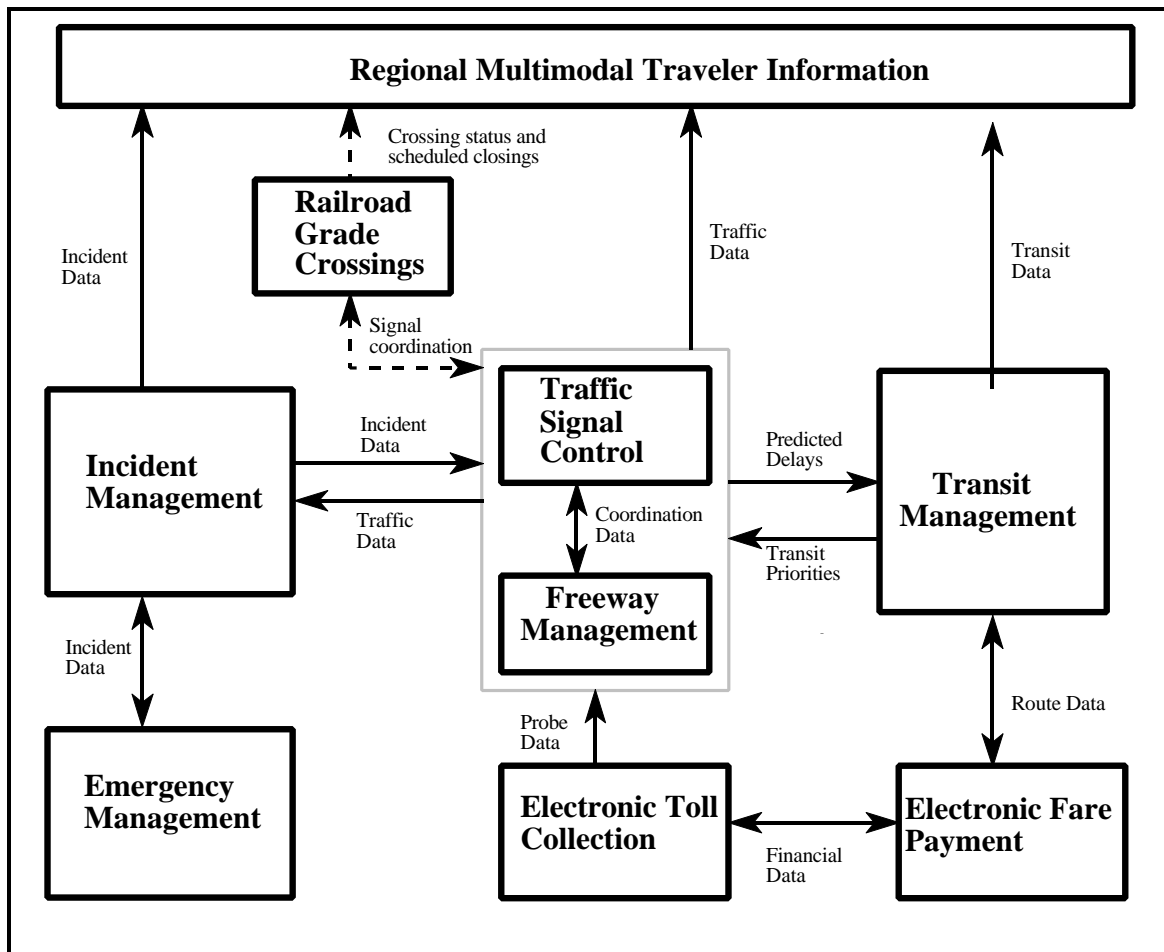 Regional Multimodal Traveler Information
Crossing status and
scheduled closings
Railroad
Grade
Crossings
Incident
Data
Traffic
Data
Transit
Data
Signal
coordination
Traffic
Signal
Control
Incident
Data
Predicted
Delays
Incident
Management
Transit
Management
Traffic
Data
Coordination
Data
Transit
Priorities
Freeway
Management
Incident
Data
Route Data
Probe
Data
Emergency
Management
Electronic Toll
Collection
Electronic Fare
Payment
Financial
Data